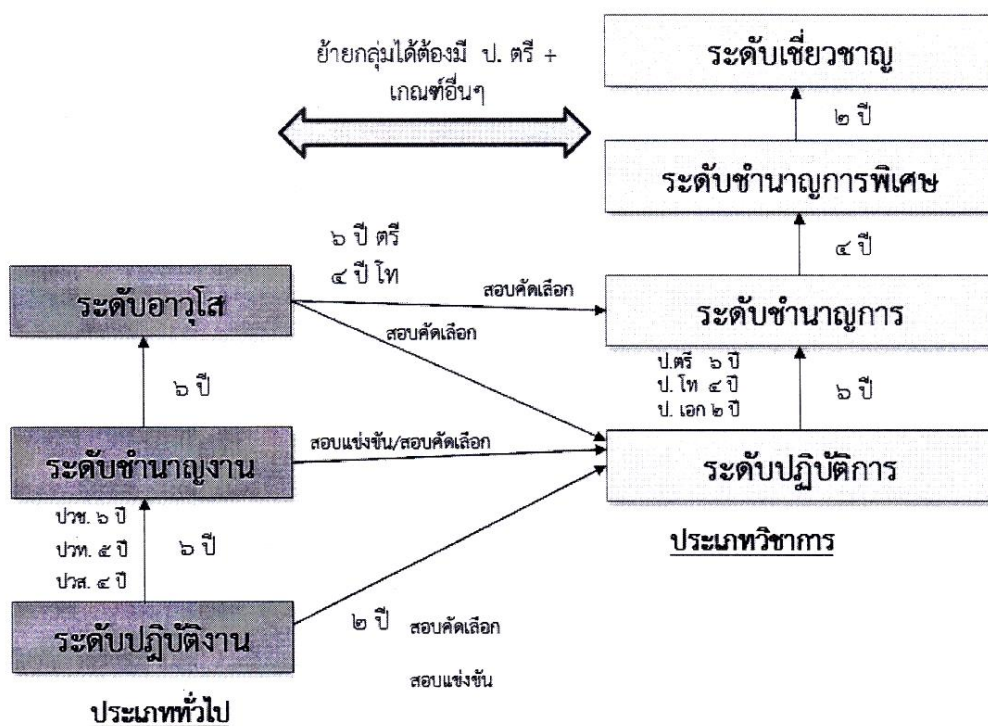 ย้ายกลุ่มได้ต้องมี ป. ตรี +
เกณฑ์อื่นๆ
ระดับเชี่ยวชาญ
๒ ปี
ระดับชำนาญการพิเศษ
๔ ปี
๖ ปี ตรี
๔ ปี โท
ระดับอาวุโส
สอบคัดเลือก
ระดับชำนาญการ
สอบคัดเลือก
๖ ปี
ป.ตรี ๖ ปี
ป. โท ๔ ปี
ป. เอก ๒ ปี
๖ ปี
ระดับชำนาญงาน
สอบแข่งขัน/สอบคัดเลือก
ระดับปฏิบัติการ
ปวช. ๖ ปี
ปวท. ๕ ปี
ปวส. ๔ ปี
๖ ปี
ประเภทวิชาการ
ระดับปฏิบัติงาน
๒ ปี สอบคัดเลือก
สอบแข่งขัน
ประเภททั่วไป